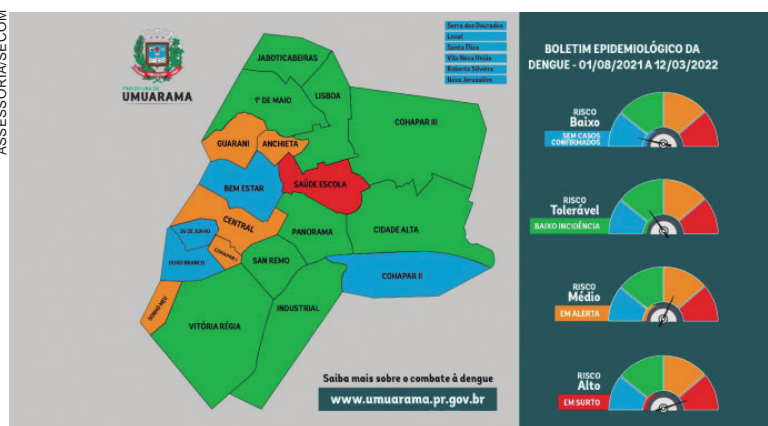 ASSESSORIA/SECOM
PREFEITURA DE
UMUARAMA
Serra dos Dourados
Lovat
Santa Eliza
Vila Nova União
Roberto Silveira
Nova Jerusalém
JABOTICABEIRAS
LISBOA
1º DE MAIO
COHAPAR III
GUARANI
ANCHIETA
BEM ESTAR
SAÚDE ESCOLA
CENTRAL
26 DE JUNHO
COHAPAR I
OURO BRANCO
PANORAMA
CIDADE ALTA
SAN REMO
COHAPAR II
SONHO MEU
INDUSTRIAL
VITÓRIA RÉGIA
Saiba mais sobre o combate à dengue
www.umuarama.pr.gov.br
BOLETIM EPIDEMIOLÓGICO DA
DENGUE - 01/08/2021 A 12/03/2022
RISCO
Baixo
SEM CASOS
CONFIRMADOS
RISCO
Tolerável
BAIXO INCIDÊNCIA
RISCO
Médio
EM ALERTA
RISCO
Alto
EM SURTO